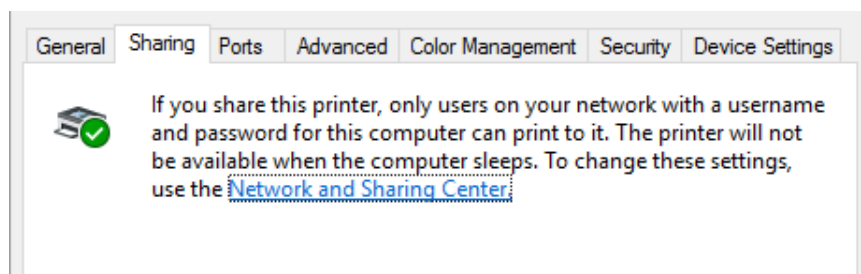 General Sharing Ports Advanced Color Management Security Device Settings
If you share this printer, only users on your network with a username
and password for this computer can print to it. The printer will not
be available when the computer sleeps. To change these settings,
use the Network and Sharing Center.